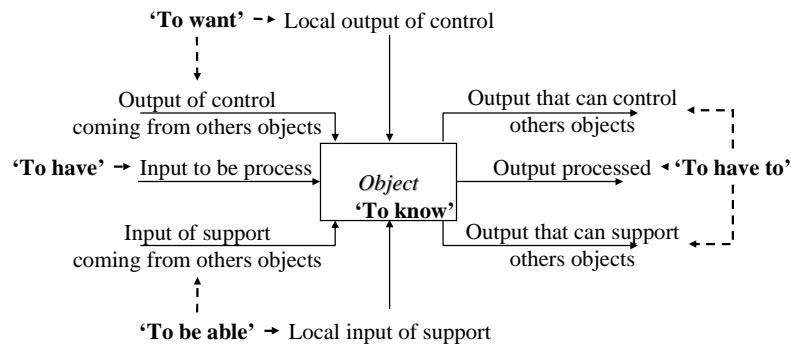 ‘To want’ Local output of control
Output of control
coming from others objects
Output that can control
others objects
‘To have’ Input to be process
Object
‘To know’
Output processed ‘To have to’
Input of support
coming from others objects
Output that can support
others objects
‘To be able’ Local input of support